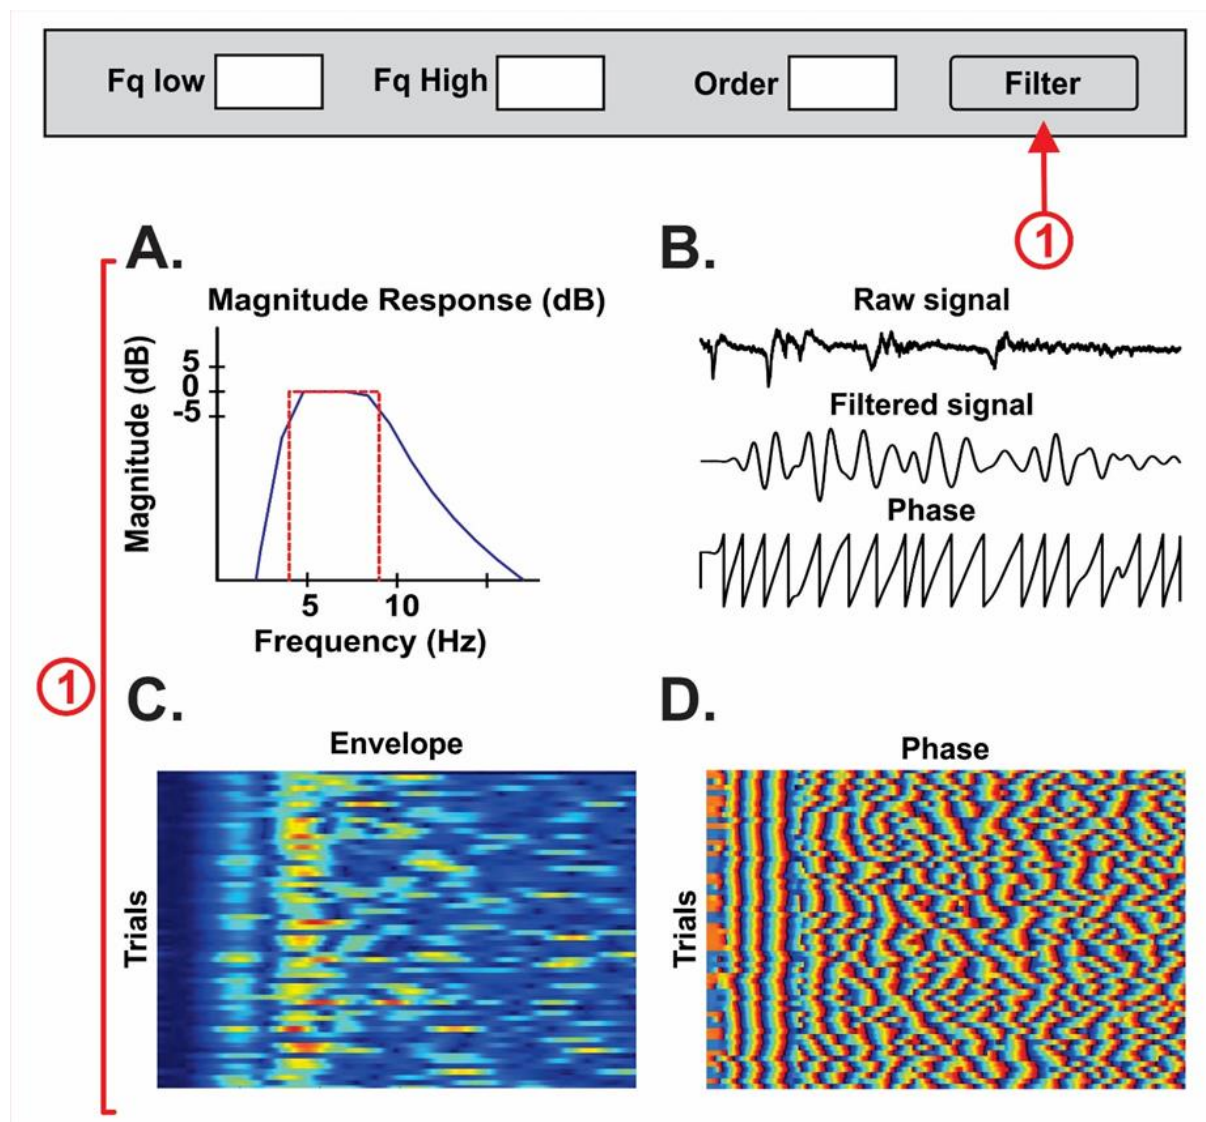 Fq low Fq High Order Filter
1
A.
Magnitude Response (dB)
Magnitude (dB)
5
0
-5
5 10
Frequency (Hz)
B.
Raw signal
Filtered signal
Phase
1
C.
Envelope
Trials
D.
Phase
Trials